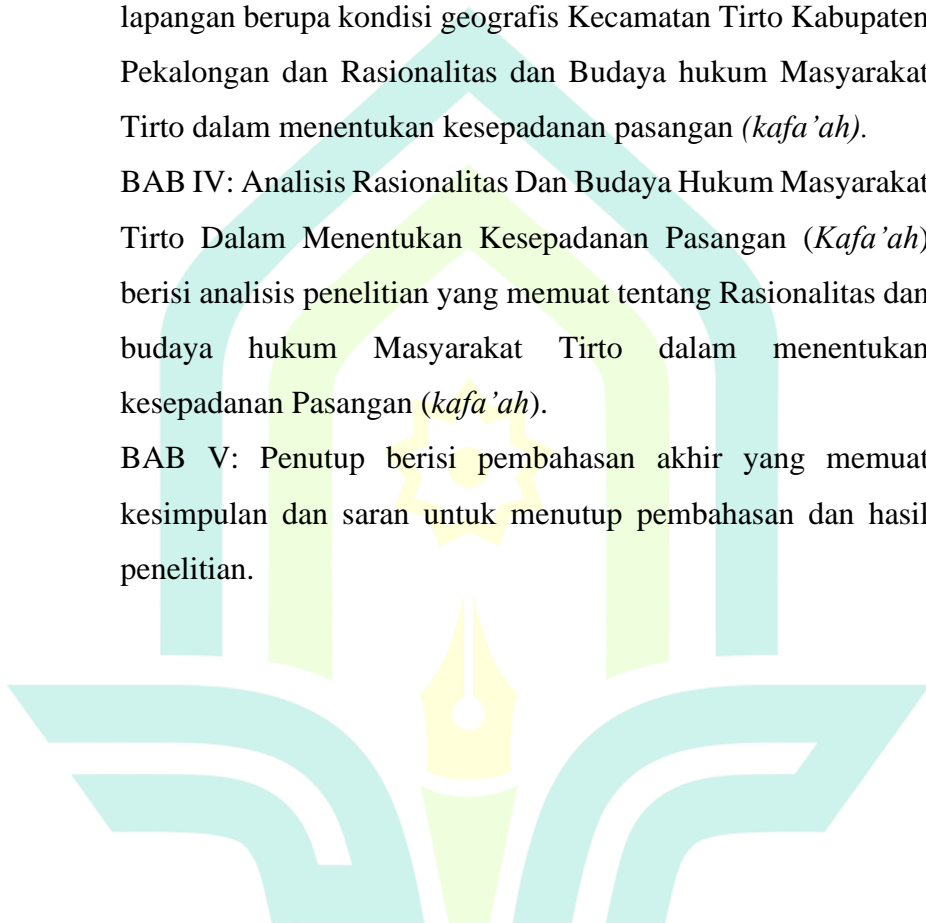 lapangan berupa kondisi geografis Kecamatan Tirto Kabupaten
Pekalongan dan Rasionalitas dan Budaya hukum Masyarakat
Tirto dalam menentukan kesepadanan pasangan (kafa’ah).
BAB IV: Analisis Rasionalitas Dan Budaya Hukum Masyarakat
Tirto Dalam Menentukan Kesepadanan Pasangan (Kafa’ah)
berisi analisis penelitian yang memuat tentang Rasionalitas dan
budaya hukum Masyarakat Tirto dalam menentukan
kesepadanan Pasangan (kafa’ah).
BAB V: Penutup berisi pembahasan akhir yang memuat
kesimpulan dan saran untuk menutup pembahasan dan hasil
penelitian.